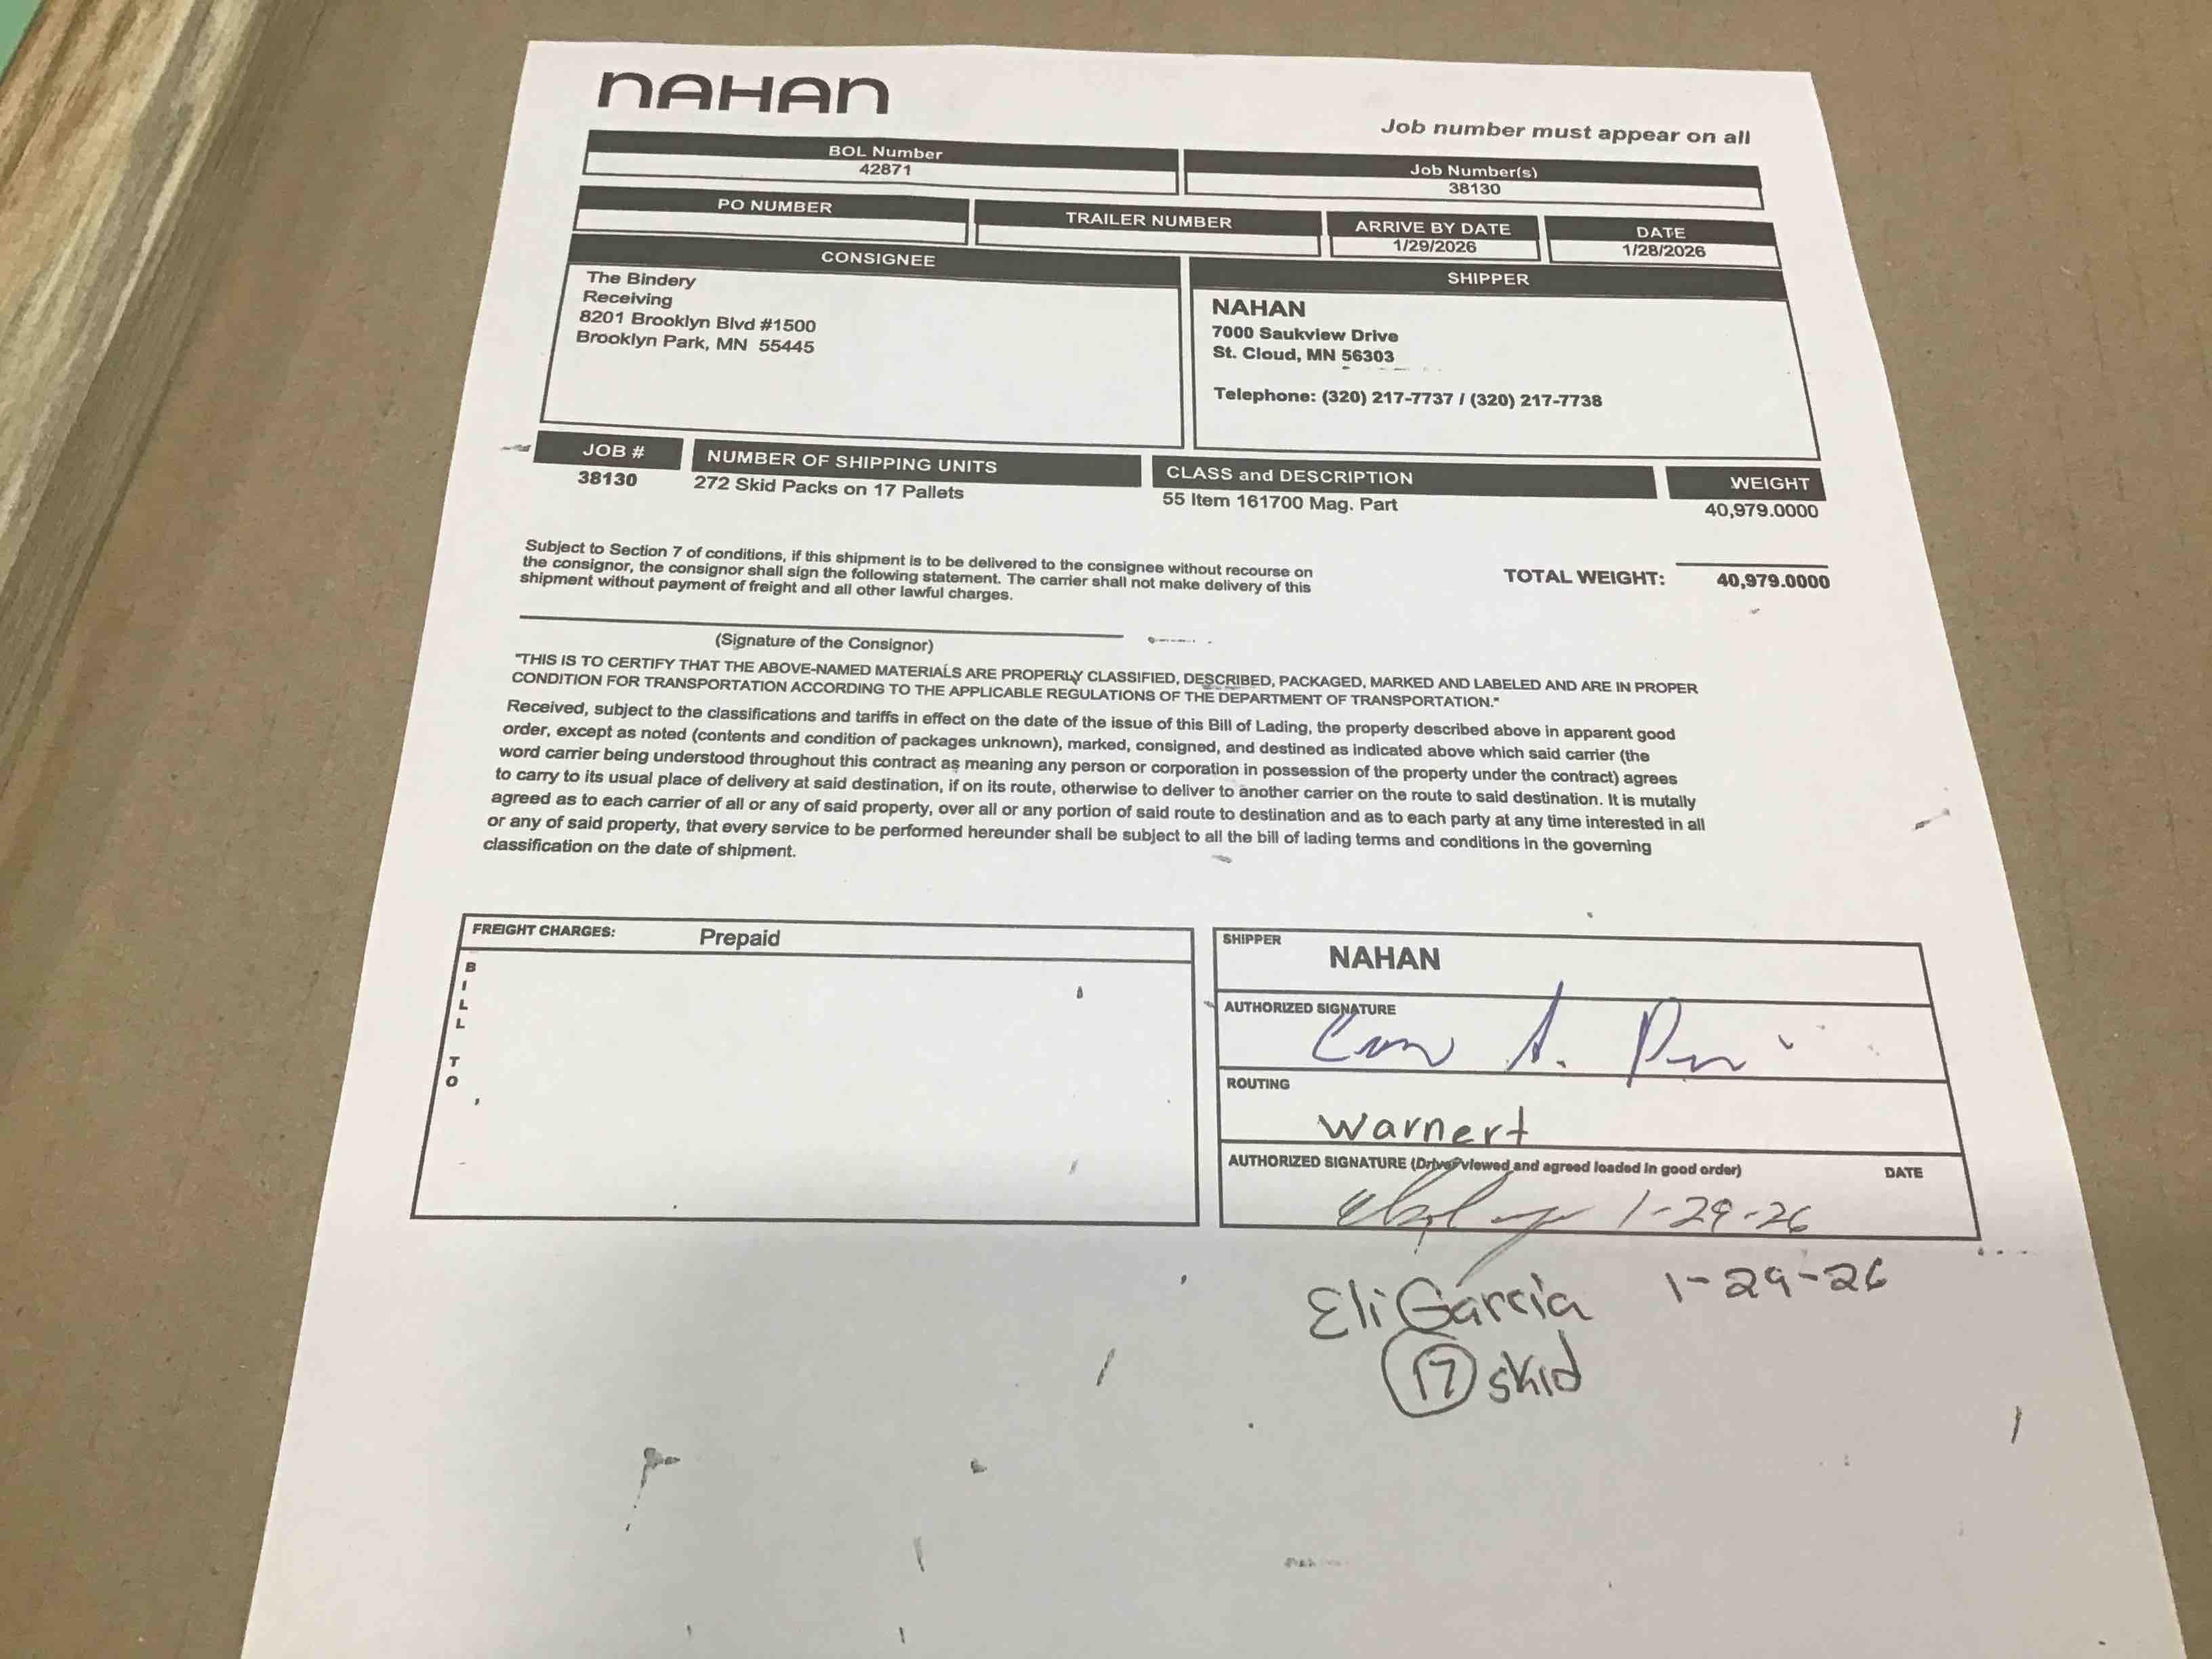 NAHAN
Job number must appear on all
BOL Number
42871
Job Number(s)
38130
PO NUMBER
TRAILER NUMBER
ARRIVE BY DATE
1/29/2026
DATE
1/28/2026
CONSIGNEE
The Bindery
Receiving
8201 Brooklyn Blvd #1500
Brooklyn Park, MN 55445
SHIPPER
NAHAN
7000 Saukview Drive
St. Cloud, MN 56303
Telephone: (320) 217-7737 / (320) 217-7738
JOB #
38130
NUMBER OF SHIPPING UNITS
272 Skid Packs on 17 Pallets
CLASS and DESCRIPTION
55 Item 161700 Mag. Part
WEIGHT
40,979.0000
Subject to Section 7 of conditions, if this shipment is to be delivered to the consignee without recourse on
the consignor, the consignor shall sign the following statement. The carrier shall not make delivery of this
shipment without payment of freight and all other lawful charges.
TOTAL WEIGHT: 40,979.0000
(Signature of the Consignor)
"THIS IS TO CERTIFY THAT THE ABOVE-NAMED MATERIALS ARE PROPERLY CLASSIFIED, DESCRIBED, PACKAGED, MARKED AND LABELED AND ARE IN PROPER
CONDITION FOR TRANSPORTATION ACCORDING TO THE APPLICABLE REGULATIONS OF THE DEPARTMENT OF TRANSPORTATION."
Received, subject to the classifications and tariffs in effect on the date of the issue of this Bill of Lading, the property described above in apparent good
order, except as noted (contents and condition of packages unknown), marked, consigned, and destined as indicated above which said carrier (the
word carrier being understood throughout this contract as meaning any person or corporation in possession of the property under the contract) agrees
to carry to its usual place of delivery at said destination, if on its route, otherwise to deliver to another carrier on the route to said destination. It is mutally
agreed as to each carrier of all or any of said property, over all or any portion of said route to destination and as to each party at any time interested in all
or any of said property, that every service to be performed hereunder shall be subject to all the bill of lading terms and conditions in the governing
classification on the date of shipment.
FREIGHT CHARGES: Prepaid
BILL TO
SHIPPER
NAHAN
AUTHORIZED SIGNATURE
ROUTING
Warnert
AUTHORIZED SIGNATURE (Driver viewed and agreed loaded in good order) DATE
1-29-26
Eli Garcia 1-29-26
17 skid